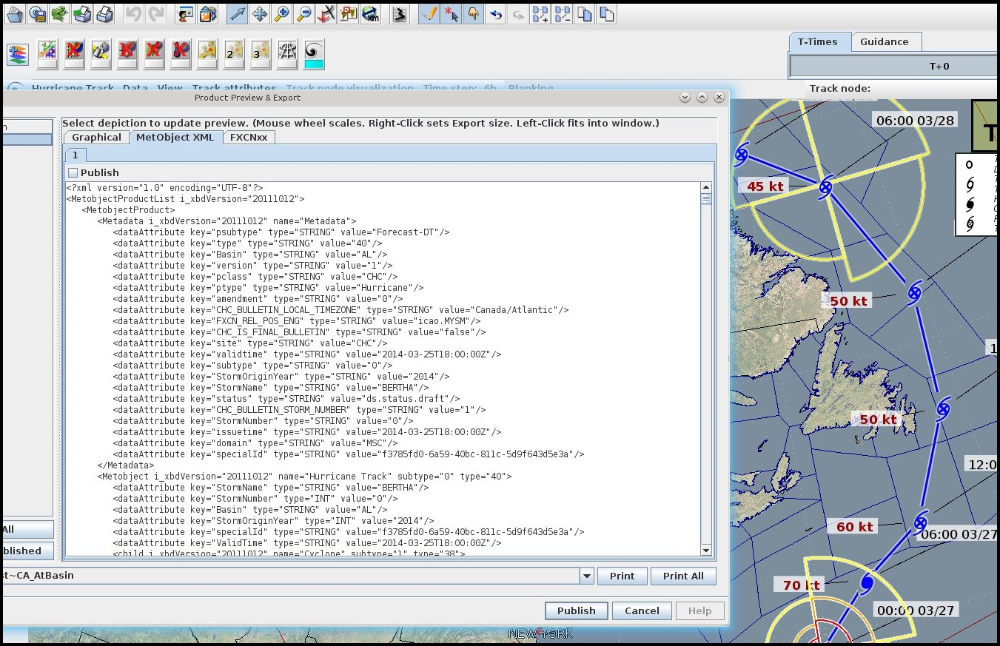 km
2
3
T-Times
Guidance
T+0
Hurricane Track Data View Track attributes Track node visualization Time step: 6h Blanking
Track node:
Product Preview & Export
Select depiction to update preview. (Mouse wheel scales. Right-Click sets Export size. Left-Click fits into window.)
Graphical
MetObject XML
FXCNxx
1
Publish
<?xml version="1.0" encoding="UTF-8"?>
<MetobjectProductList i_xbdVersion="20111012">
<MetobjectProduct>
<Metadata i_xbdVersion="20111012" name="Metadata">
<dataAttribute key="psubtype" type="STRING" value="Forecast-DT"/>
<dataAttribute key="type" type="STRING" value="40"/>
<dataAttribute key="Basin" type="STRING" value="AL"/>
<dataAttribute key="version" type="STRING" value="1"/>
<dataAttribute key="pclass" type="STRING" value="CHC"/>
<dataAttribute key="ptype" type="STRING" value="Hurricane"/>
<dataAttribute key="amendment" type="STRING" value="0"/>
<dataAttribute key="CHC_BULLETIN_LOCAL_TIMEZONE" type="STRING" value="Canada/Atlantic"/>
<dataAttribute key="FXCN_REL_POS_ENG" type="STRING" value="icao.MYSM"/>
<dataAttribute key="CHC_IS_FINAL_BULLETIN" type="STRING" value="false"/>
<dataAttribute key="site" type="STRING" value="CHC"/>
<dataAttribute key="validtime" type="STRING" value="2014-03-25T18:00:00Z"/>
<dataAttribute key="subtype" type="STRING" value="0"/>
<dataAttribute key="StormOriginYear" type="STRING" value="2014"/>
<dataAttribute key="StormName" type="STRING" value="BERTHA"/>
<dataAttribute key="status" type="STRING" value="ds.status.draft"/>
<dataAttribute key="CHC_BULLETIN_STORM_NUMBER" type="STRING" value="1"/>
<dataAttribute key="StormNumber" type="STRING" value="0"/>
<dataAttribute key="issuetime" type="STRING" value="2014-03-25T18:00:00Z"/>
<dataAttribute key="domain" type="STRING" value="MSC"/>
<dataAttribute key="specialId" type="STRING" value="f3785fd0-6a59-40bc-811c-5d9f643d5e3a"/>
</Metadata>
<Metobject i_xbdVersion="20111012" name="Hurricane Track" subtype="0" type="40">
<dataAttribute key="StormName" type="STRING" value="BERTHA"/>
<dataAttribute key="StormNumber" type="INT" value="0"/>
<dataAttribute key="Basin" type="STRING" value="AL"/>
<dataAttribute key="StormOriginYear" type="INT" value="2014"/>
<dataAttribute key="specialId" type="STRING" value="f3785fd0-6a59-40bc-811c-5d9f643d5e3a"/>
<dataAttribute key="ValidTime" type="STRING" value="2014-03-25T18:00:00Z"/>
<child i_xbdVersion="20111012" name="Cyclone" subtype="1" type="38">
All
blished
st~CA_AtBasin
Print
Print All
Publish
Cancel
Help
06:00 03/28
T
45 kt
50 kt
50 kt
12:0
60 kt
06:00 03/27
70 kt
00:00 03/27
NEW YORK